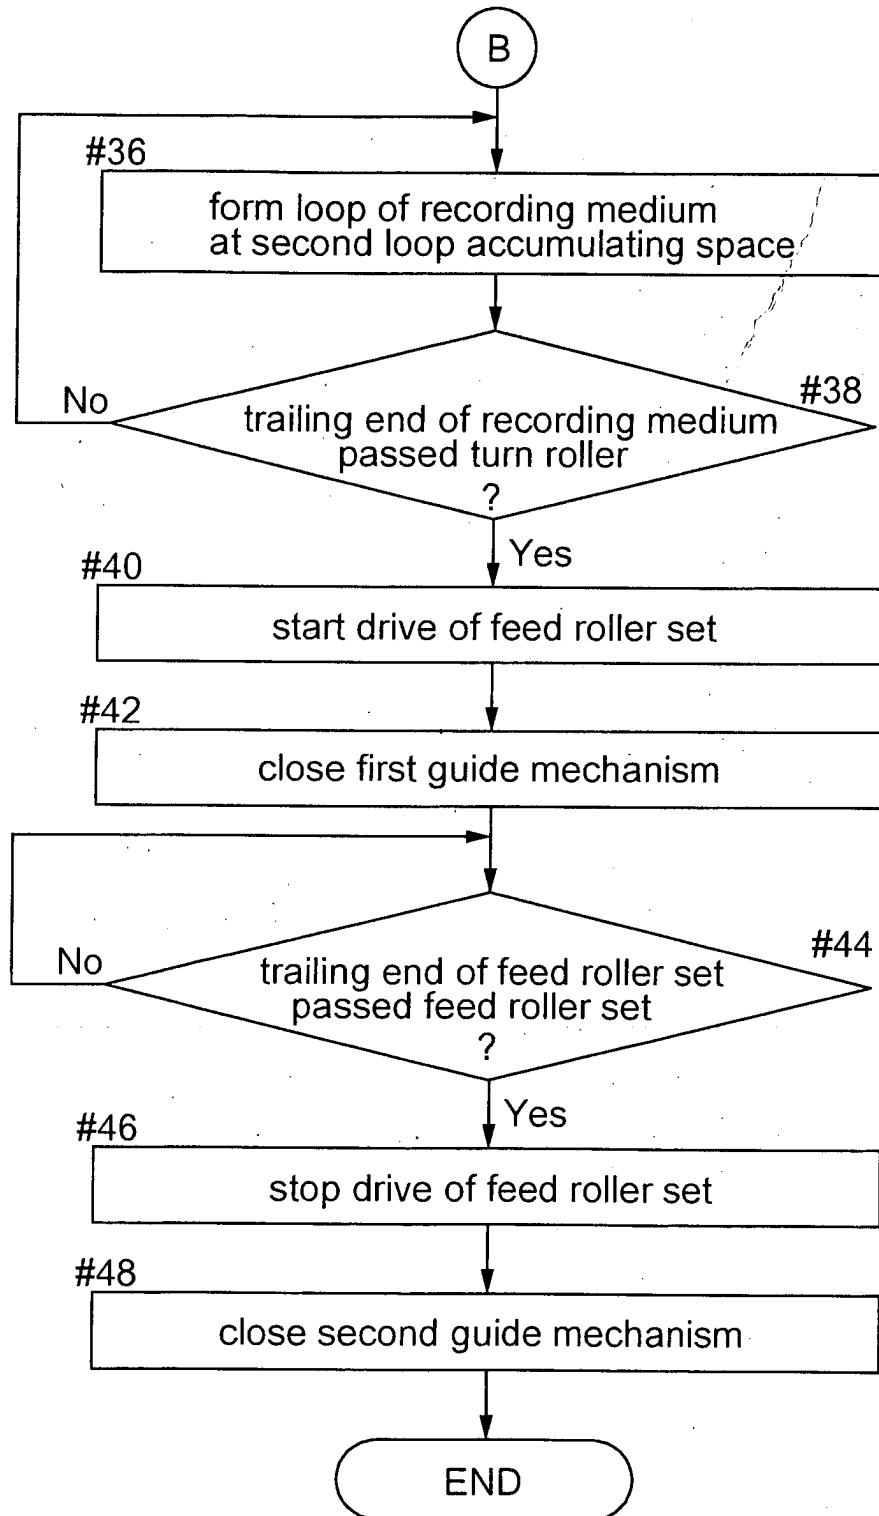 B
#36
form loop of recording medium
at second loop accumulating space
#38
No
trailing end of recording medium
passed turn roller
?
Yes
#40
start drive of feed roller set
#42
close first guide mechanism
#44
No
trailing end of feed roller set
passed feed roller set
?
Yes
#46
stop drive of feed roller set
#48
close second guide mechanism
END